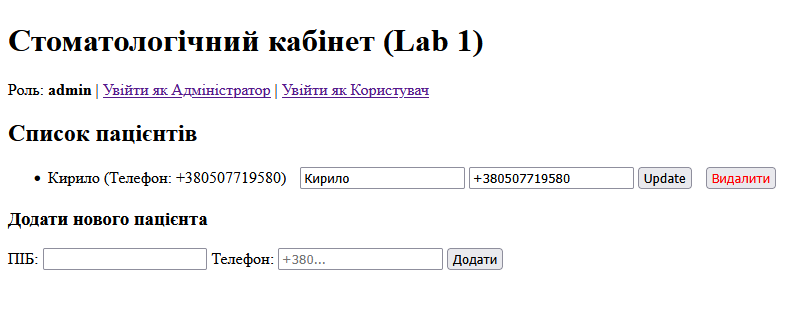 Стоматологічний кабінет (Lab 1)
Роль: admin | Увійти як Адміністратор | Увійти як Користувач
Список пацієнтів
• Кирило (Телефон: +380507719580) Кирило +380507719580 Update Видалити
Додати нового пацієнта
ПІБ: Телефон: +380... Додати